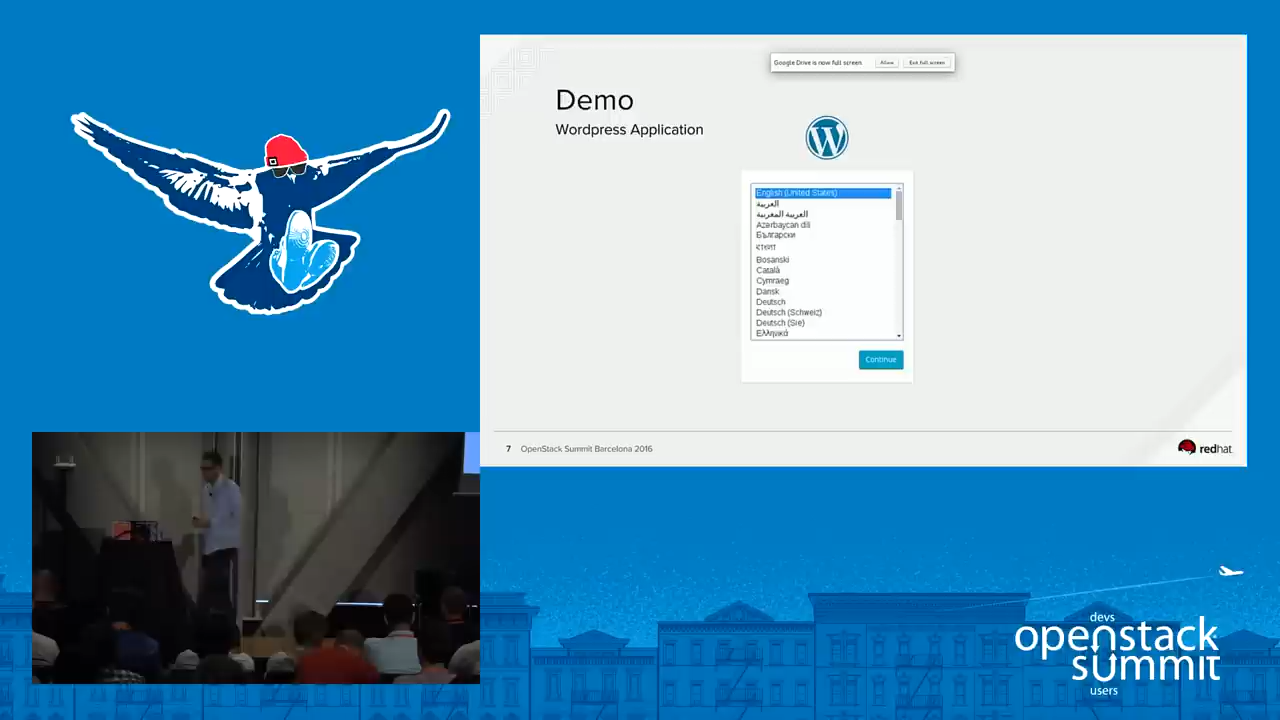 Google Drive is now full screen.
Allow
Exit full screen
Demo
Wordpress Application
W
English (United States)
العربية
العربية المغربية
Azərbaycan dili
Български
বাংলা
Bosanski
Català
Cymraeg
Dansk
Deutsch
Deutsch (Schweiz)
Deutsch (Sie)
Ελληνικά
Continue
7 OpenStack Summit Barcelona 2016
redhat.
devs
openstack
summit
users